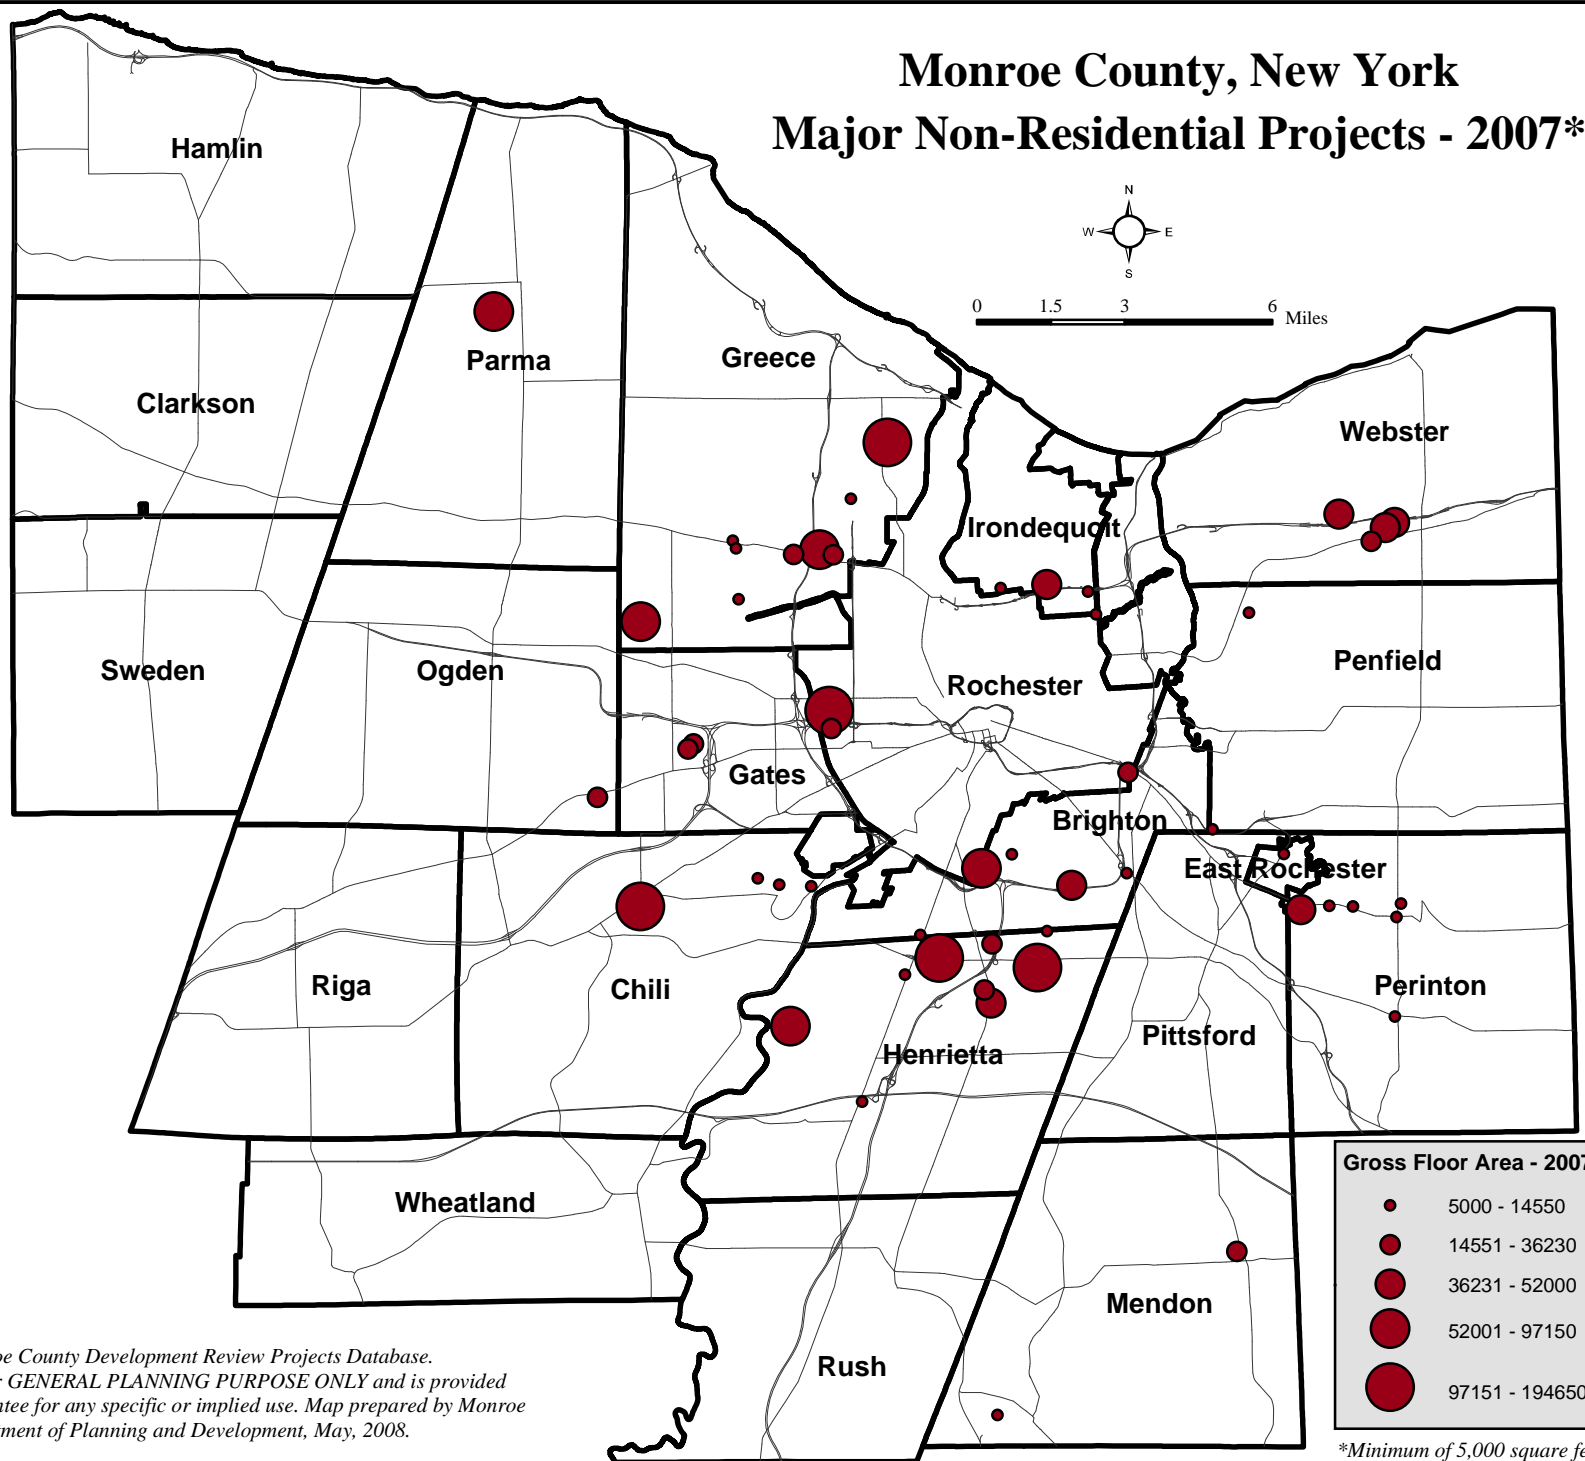 Monroe County, New York
Major Non-Residential Projects - 2007*
N
W E
S
0 1.5 3 6 Miles
Hamlin
Parma
Greece
Clarkson
Webster
Irondequoit
Sweden
Ogden
Rochester
Penfield
Gates
Brighton
East Rochester
Riga
Chili
Perinton
Pittsford
Henrietta
Wheatland
Mendon
Rush
Gross Floor Area - 2007
5000 - 14550
14551 - 36230
36231 - 52000
52001 - 97150
97151 - 194650
County Development Review Projects Database.
GENERAL PLANNING PURPOSE ONLY and is provided
for any specific or implied use. Map prepared by Monroe
of Planning and Development, May, 2008.
*Minimum of 5,000 square